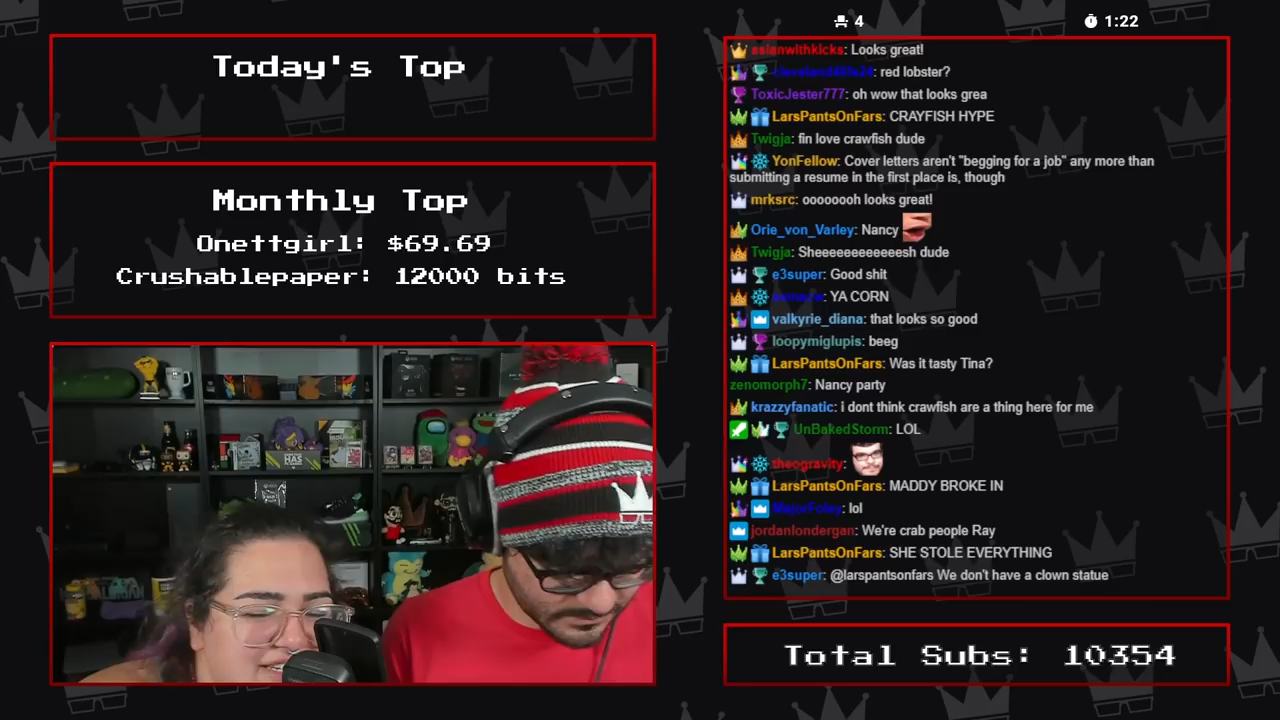 4
1:22
Today's Top
Monthly Top
Onettgirl: $69.69
Crushablepaper: 12000 bits
asianwithkicks: Looks great!
: red lobster?
ToxicJester777: oh wow that looks grea
LarsPantsOnFars: CRAYFISH HYPE
Twigja: fin love crawfish dude
YonFellow: Cover letters aren't "begging for a job" any more than
submitting a resume in the first place is, though
mrksrc: oooooooh looks great!
Orie_von_Varley: Nancy
Twigja: Sheeeeeeeeeeeesh dude
e3super: Good shit
: YA CORN
valkyrie_diana: that looks so good
loopymiglupis: beeg
LarsPantsOnFars: Was it tasty Tina?
zenomorph7: Nancy party
krazzyfanatic: i dont think crawfish are a thing here for me
UnBakedStorm: LOL
theogravity:
LarsPantsOnFars: MADDY BROKE IN
MajorFoley: lol
jordanlondergan: We're crab people Ray
LarsPantsOnFars: SHE STOLE EVERYTHING
e3super: @larspantsonfars We don't have a clown statue
Total Subs: 10354